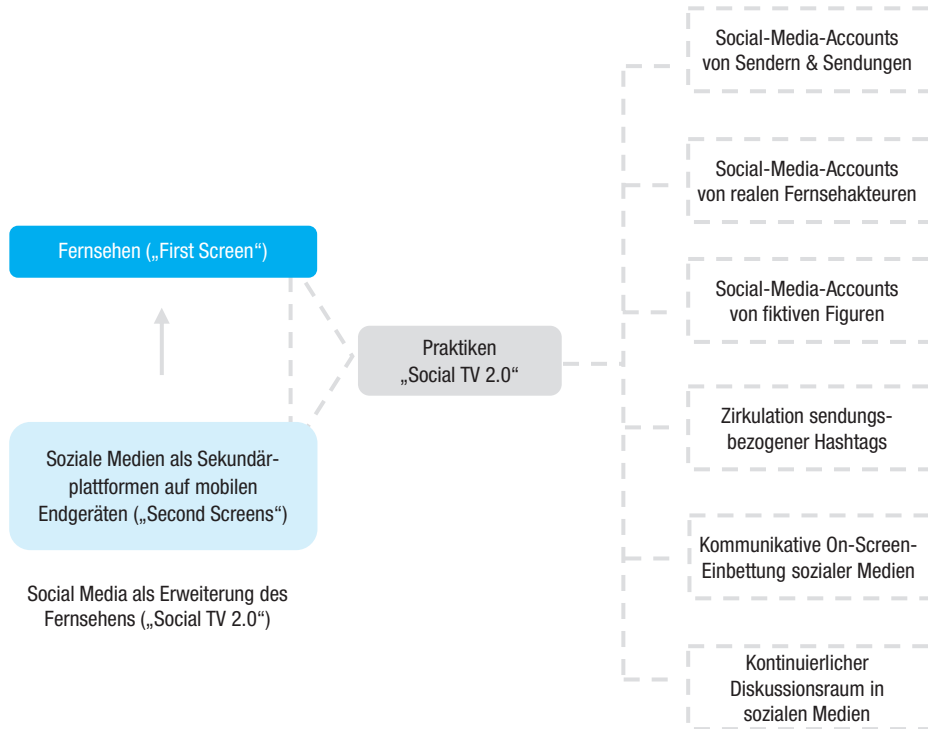 Fernsehen („First Screen“)
Soziale Medien als Sekundär-
plattformen auf mobilen
Endgeräten („Second Screens“)
Social Media als Erweiterung des
Fernsehens („Social TV 2.0“)
Praktiken
„Social TV 2.0“
Social-Media-Accounts
von Sendern & Sendungen
Social-Media-Accounts
von realen Fernsehakteuren
Social-Media-Accounts
von fiktiven Figuren
Zirkulation sendungs-
bezogener Hashtags
Kommunikative On-Screen-
Einbettung sozialer Medien
Kontinuierlicher
Diskussionsraum in
sozialen Medien